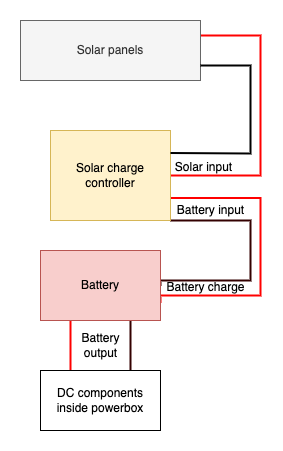 Solar panels
Solar charge
controller
Solar input
Battery input
Battery
Battery charge
Battery
output
DC components
inside powerbox